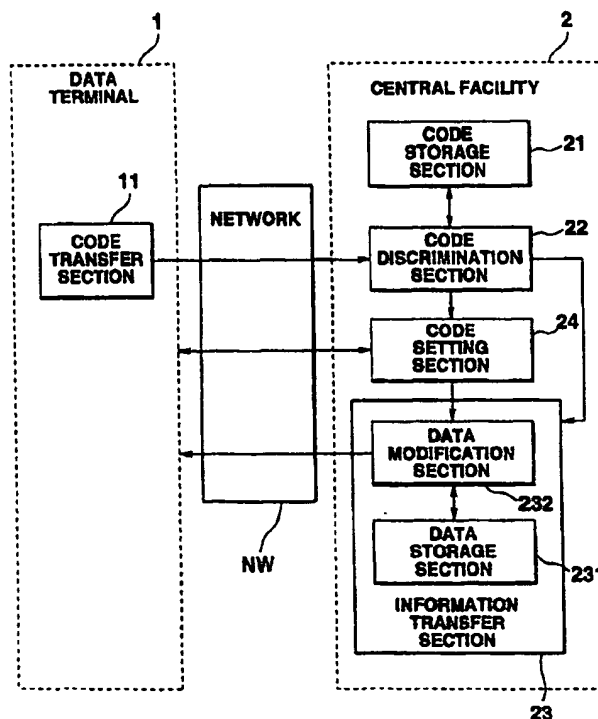 1
DATA
TERMINAL
11
CODE
TRANSFER
SECTION
NETWORK
NW
2
CENTRAL FACILITY
CODE
STORAGE
SECTION
21
CODE
DISCRIMINATION
SECTION
22
CODE
SETTING
SECTION
24
DATA
MODIFICATION
SECTION
232
DATA
STORAGE
SECTION
231
INFORMATION
TRANSFER
SECTION
23